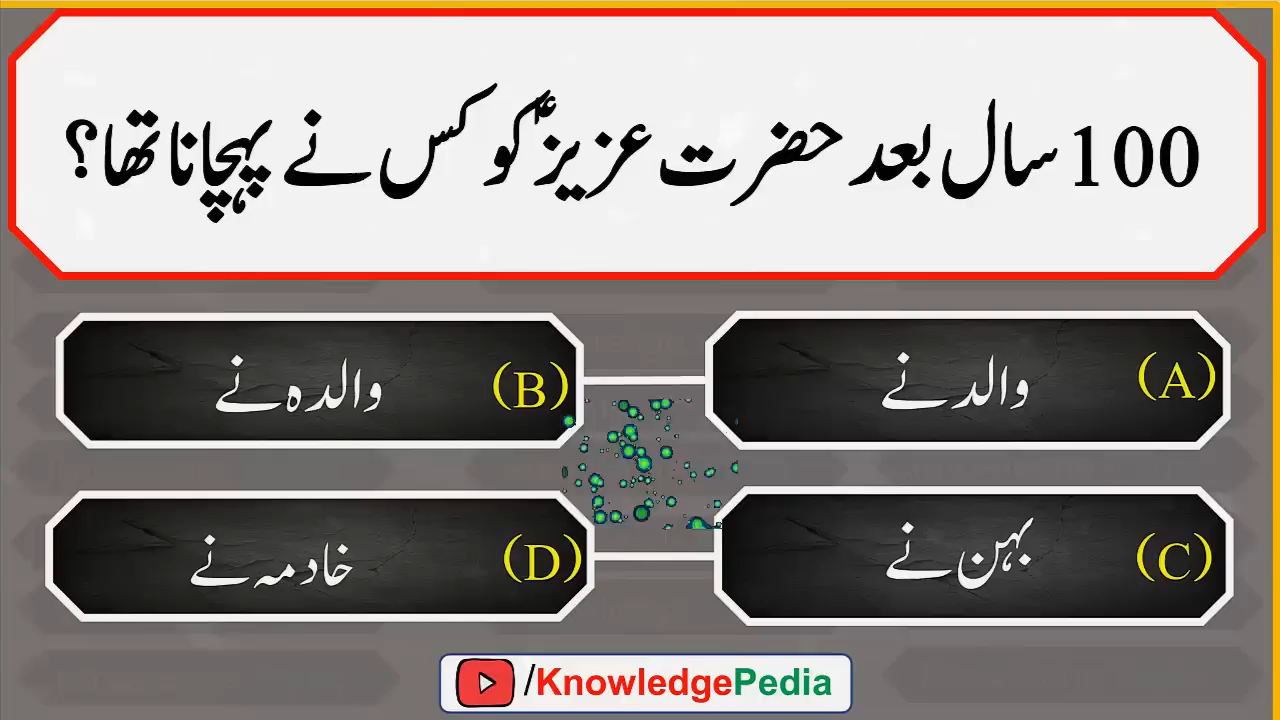 100 سال بعد حضرت عزیزؑ کو کس نے پہچانا تھا؟
(A) والد نے
(B) والدہ نے
(C) بہن نے
(D) خادمہ نے
/KnowledgePedia